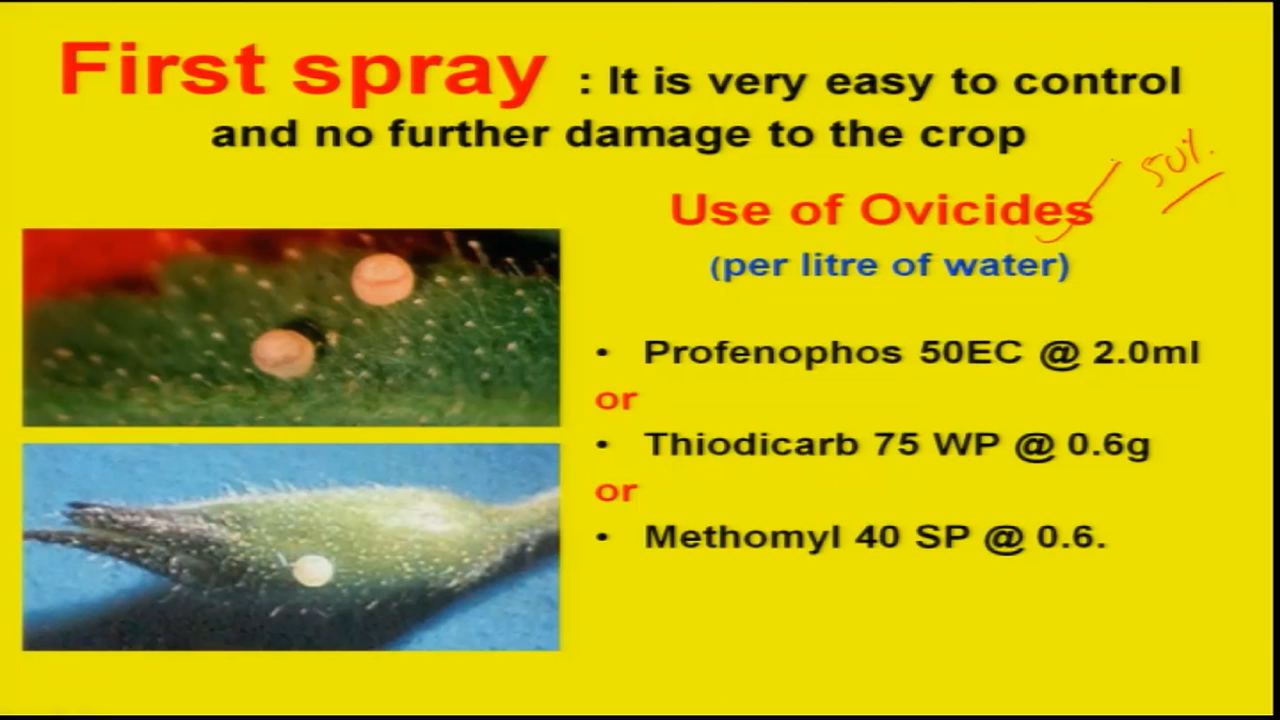 First spray : It is very easy to control
and no further damage to the crop
50%.
Use of Ovicides
(per litre of water)
• Profenophos 50EC @ 2.0ml
or
• Thiodicarb 75 WP @ 0.6g
or
• Methomyl 40 SP @ 0.6.